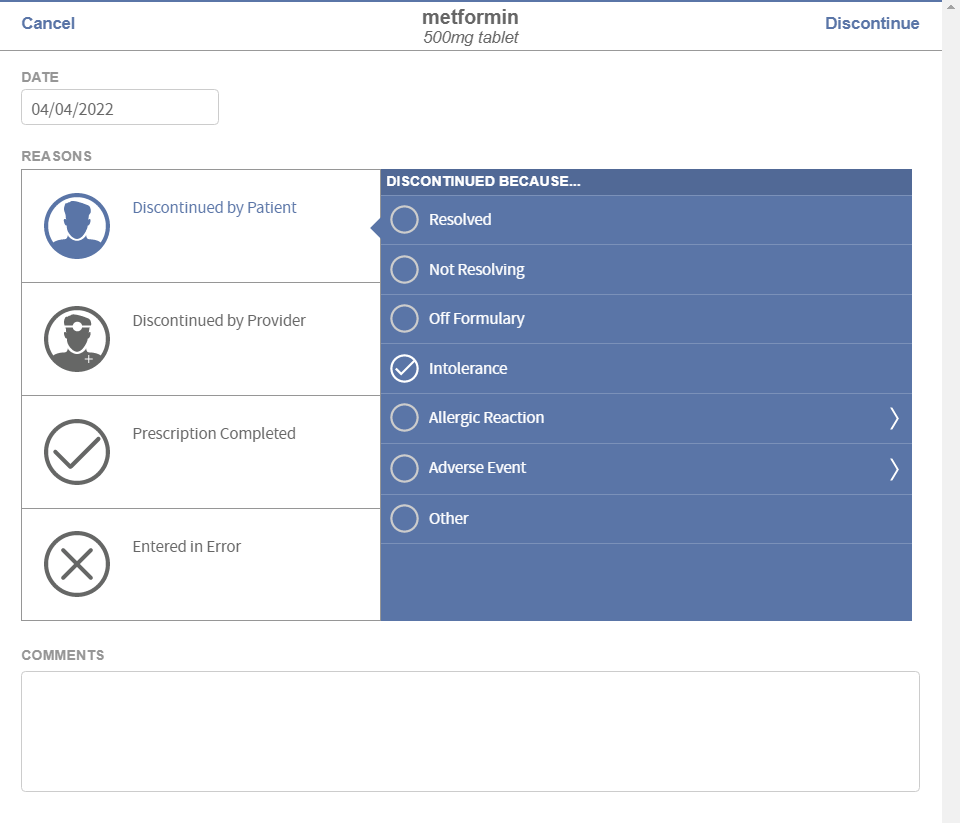 Cancel
metformin
500mg tablet
Discontinue
DATE
04/04/2022
REASONS
Discontinued by Patient
Discontinued by Provider
Prescription Completed
Entered in Error
DISCONTINUED BECAUSE...
Resolved
Not Resolving
Off Formulary
Intolerance
Allergic Reaction
Adverse Event
Other
COMMENTS